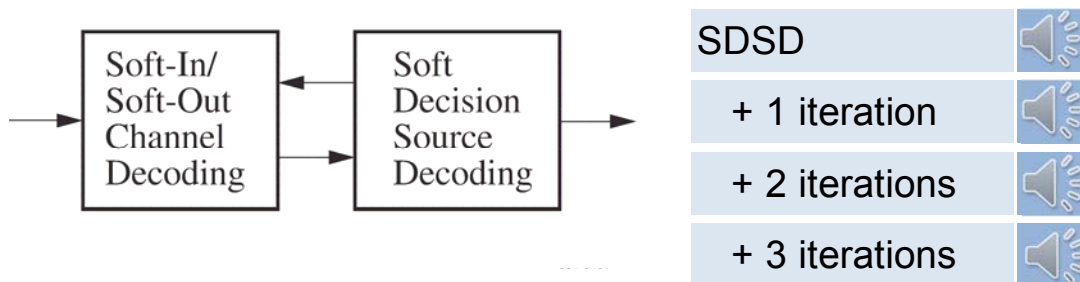 Soft-In/
Soft-Out
Channel
Decoding
Soft
Decision
Source
Decoding
SDSD
+ 1 iteration
+ 2 iterations
+ 3 iterations